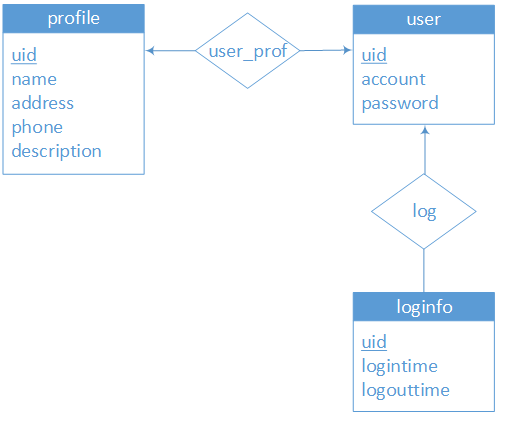 profile
uid
name
address
phone
description
user_prof
user
uid
account
password
log
loginfo
uid
logintime
logouttime